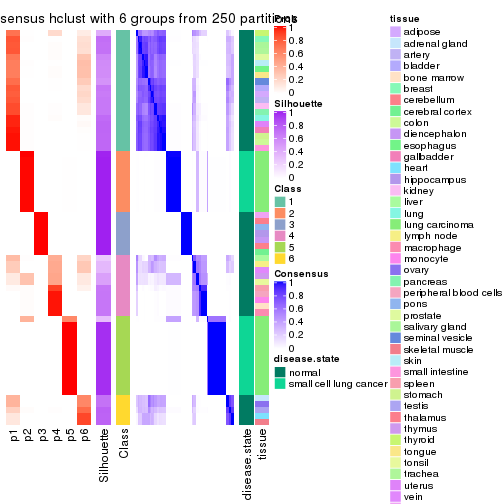 sensus hclust with 6 groups from 250 partitions
Prob
1
0.8
0.6
0.4
0.2
0
Silhouette
1
0.8
0.6
0.4
0.2
0
Class
1
2
3
4
5
6
Consensus
1
0.8
0.6
0.4
0.2
0
disease.state
normal
small cell lung cancer
tissue
adipose
adrenal gland
artery
bladder
bone marrow
breast
cerebellum
cerebral cortex
colon
diencephalon
esophagus
galbadder
heart
hippocampus
kidney
liver
lung
lung carcinoma
lymph node
macrophage
monocyte
ovary
pancreas
peripheral blood cells
pons
prostate
salivary gland
seminal vesicle
skeletal muscle
skin
small intestine
spleen
stomach
testis
thalamus
thymus
thyroid
tongue
tonsil
trachea
uterus
vein
p1
p2
p3
p4
p5
p6
Silhouette
Class
disease.state
tissue